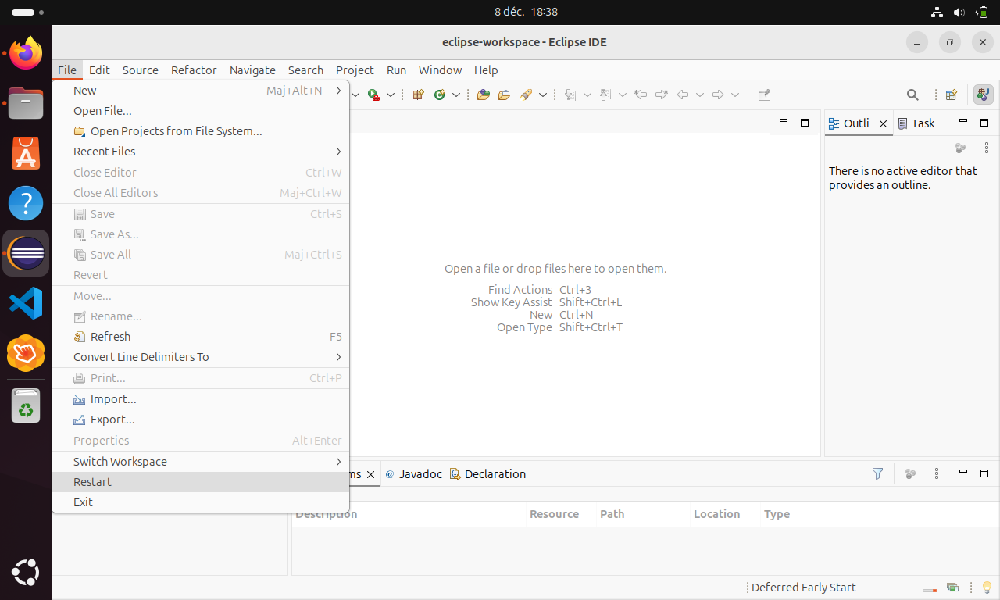 8 déc.  18:38
eclipse-workspace - Eclipse IDE
File Edit Source Refactor Navigate Search Project Run Window Help
New Maj+Alt+N
Open File...
Open Projects from File System...
Recent Files
Close Editor Ctrl+W
Close All Editors Maj+Ctrl+W
Save Ctrl+S
Save As...
Save All Maj+Ctrl+S
Revert
Move...
Rename...
Refresh F5
Convert Line Delimiters To
Print... Ctrl+P
Import...
Export...
Properties Alt+Enter
Switch Workspace
Restart
Exit
Outli Task
There is no active editor that
provides an outline.
Open a file or drop files here to open them.
Find Actions Ctrl+3
Show Key Assist Shift+Ctrl+L
New Ctrl+N
Open Type Shift+Ctrl+T
ms @ Javadoc Declaration
Description Resource Path Location Type
Deferred Early Start